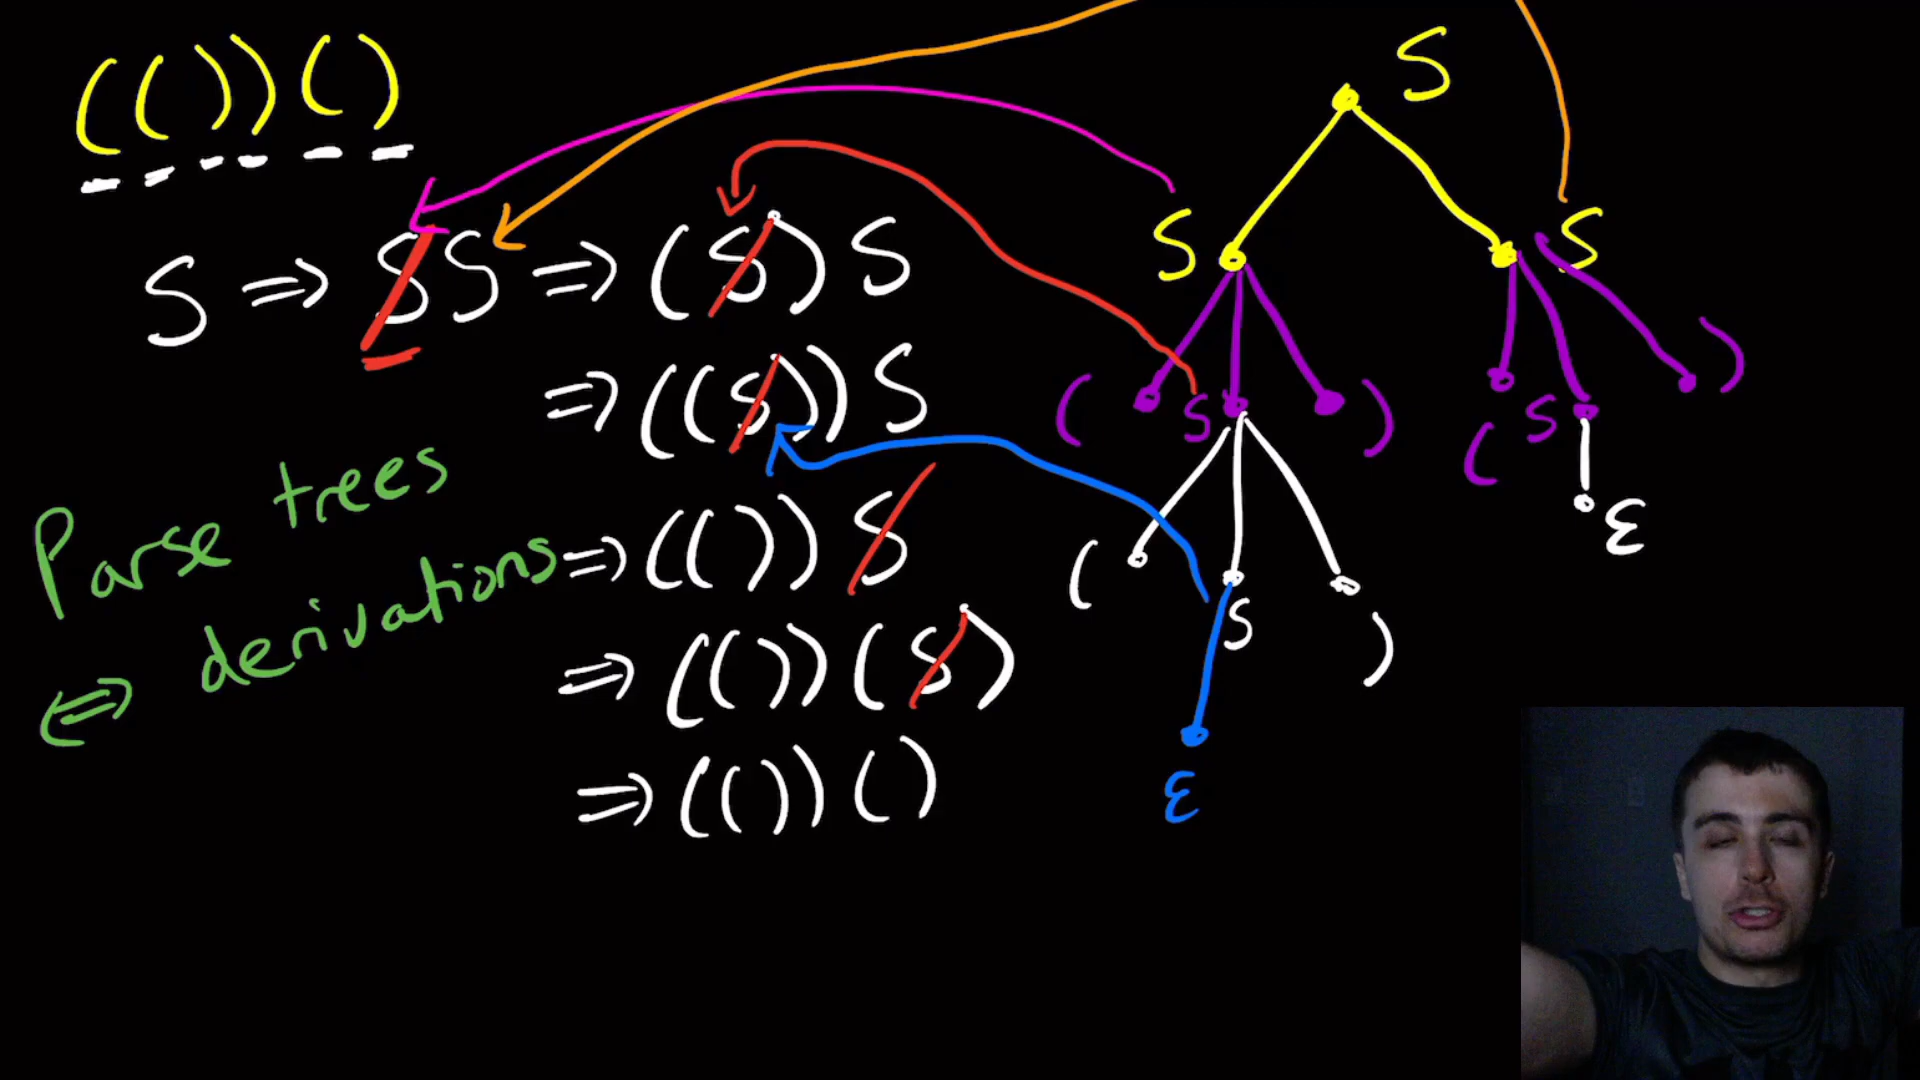 (())()
S ⇒ SS ⇒ (S)S
⇒ ((S))S
⇒ (())S
⇒ (())(S)
⇒ (())()
Parse trees
⇔ derivations
S
S S
( S ) ( S )
( S ) ε
ε